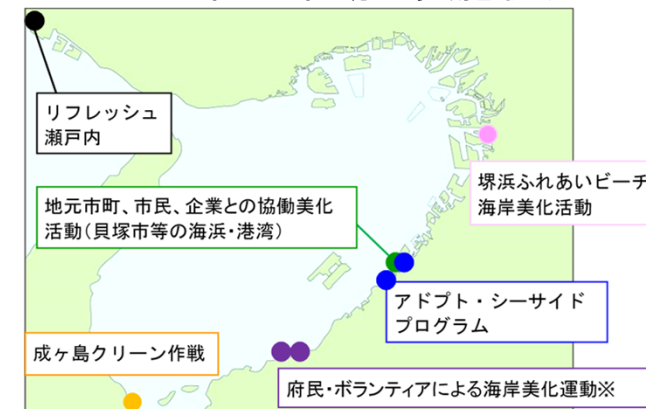 リフレッシュ
瀬戸内
堺浜ふれあいビーチ
海岸美化活動
地元市町、市民、企業との協働美化
活動（貝塚市等の海浜・港湾）
アドプト・シーサイド
プログラム
成ヶ島クリーン作戦
府民・ボランティアによる海岸美化運動※